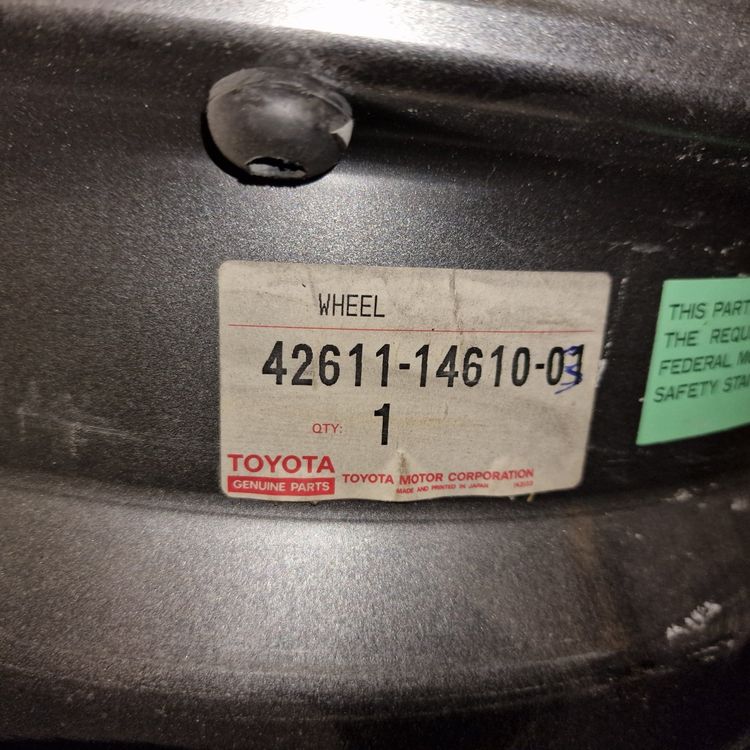 WHEEL
42611-14610-03
QTY: 1
TOYOTA
GENUINE PARTS
TOYOTA MOTOR CORPORATION
MADE AND PRINTED IN JAPAN
THIS PART
THE REQU
FEDERAL M
SAFETY STA